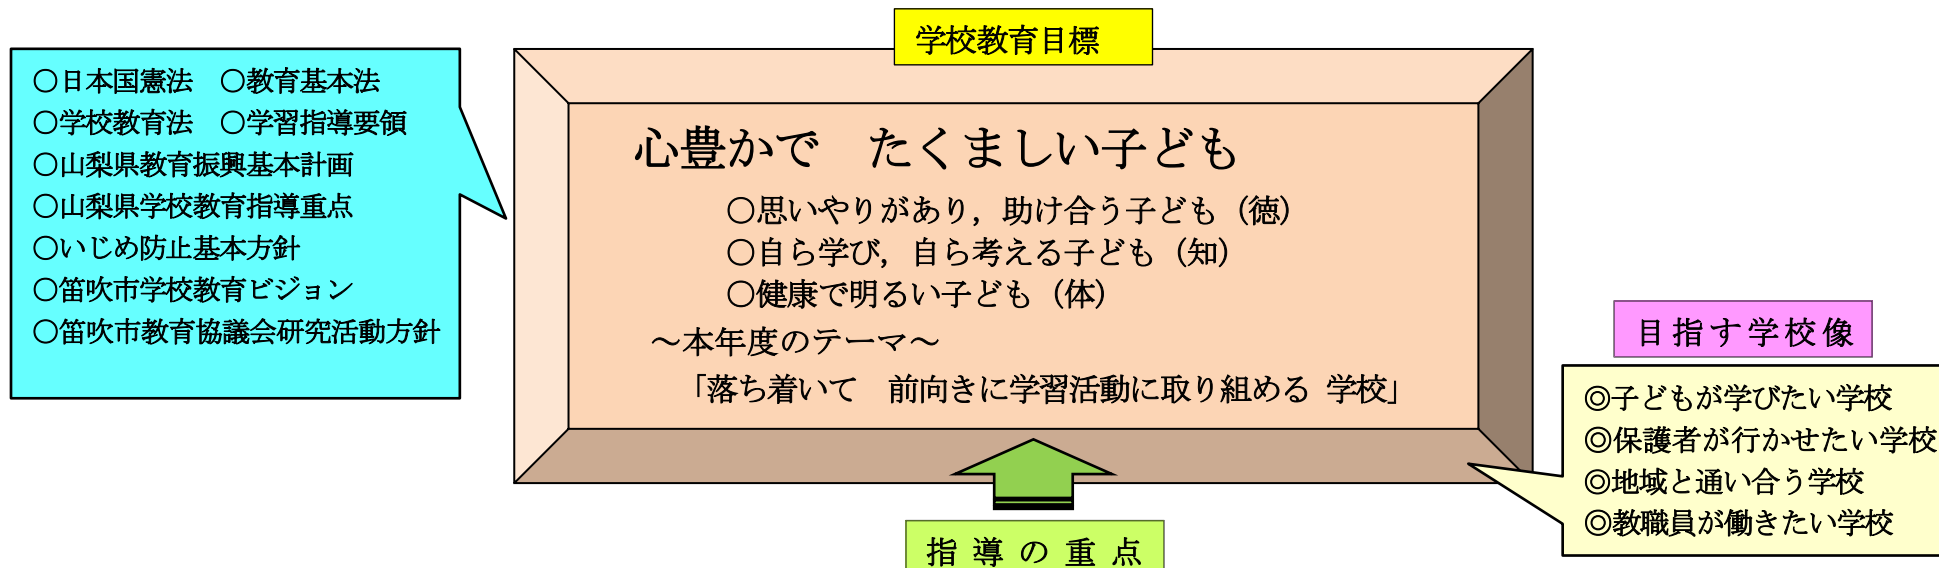 学校教育目標
○日本国憲法　○教育基本法
○学校教育法　○学習指導要領
○山梨県教育振興基本計画
○山梨県学校教育指導重点
○いじめ防止基本方針
○笛吹市学校教育ビジョン
○笛吹市教育協議会研究活動方針
心豊かで　たくましい子ども
○思いやりがあり，助け合う子ども（徳）
○自ら学び，自ら考える子ども（知）
○健康で明るい子ども（体）
～本年度のテーマ～
「落ち着いて　前向きに学習活動に取り組める 学校」
目指す学校像
◎子どもが学びたい学校
◎保護者が行かせたい学校
◎地域と通い合う学校
◎教職員が働きたい学校
指 導 の 重 点